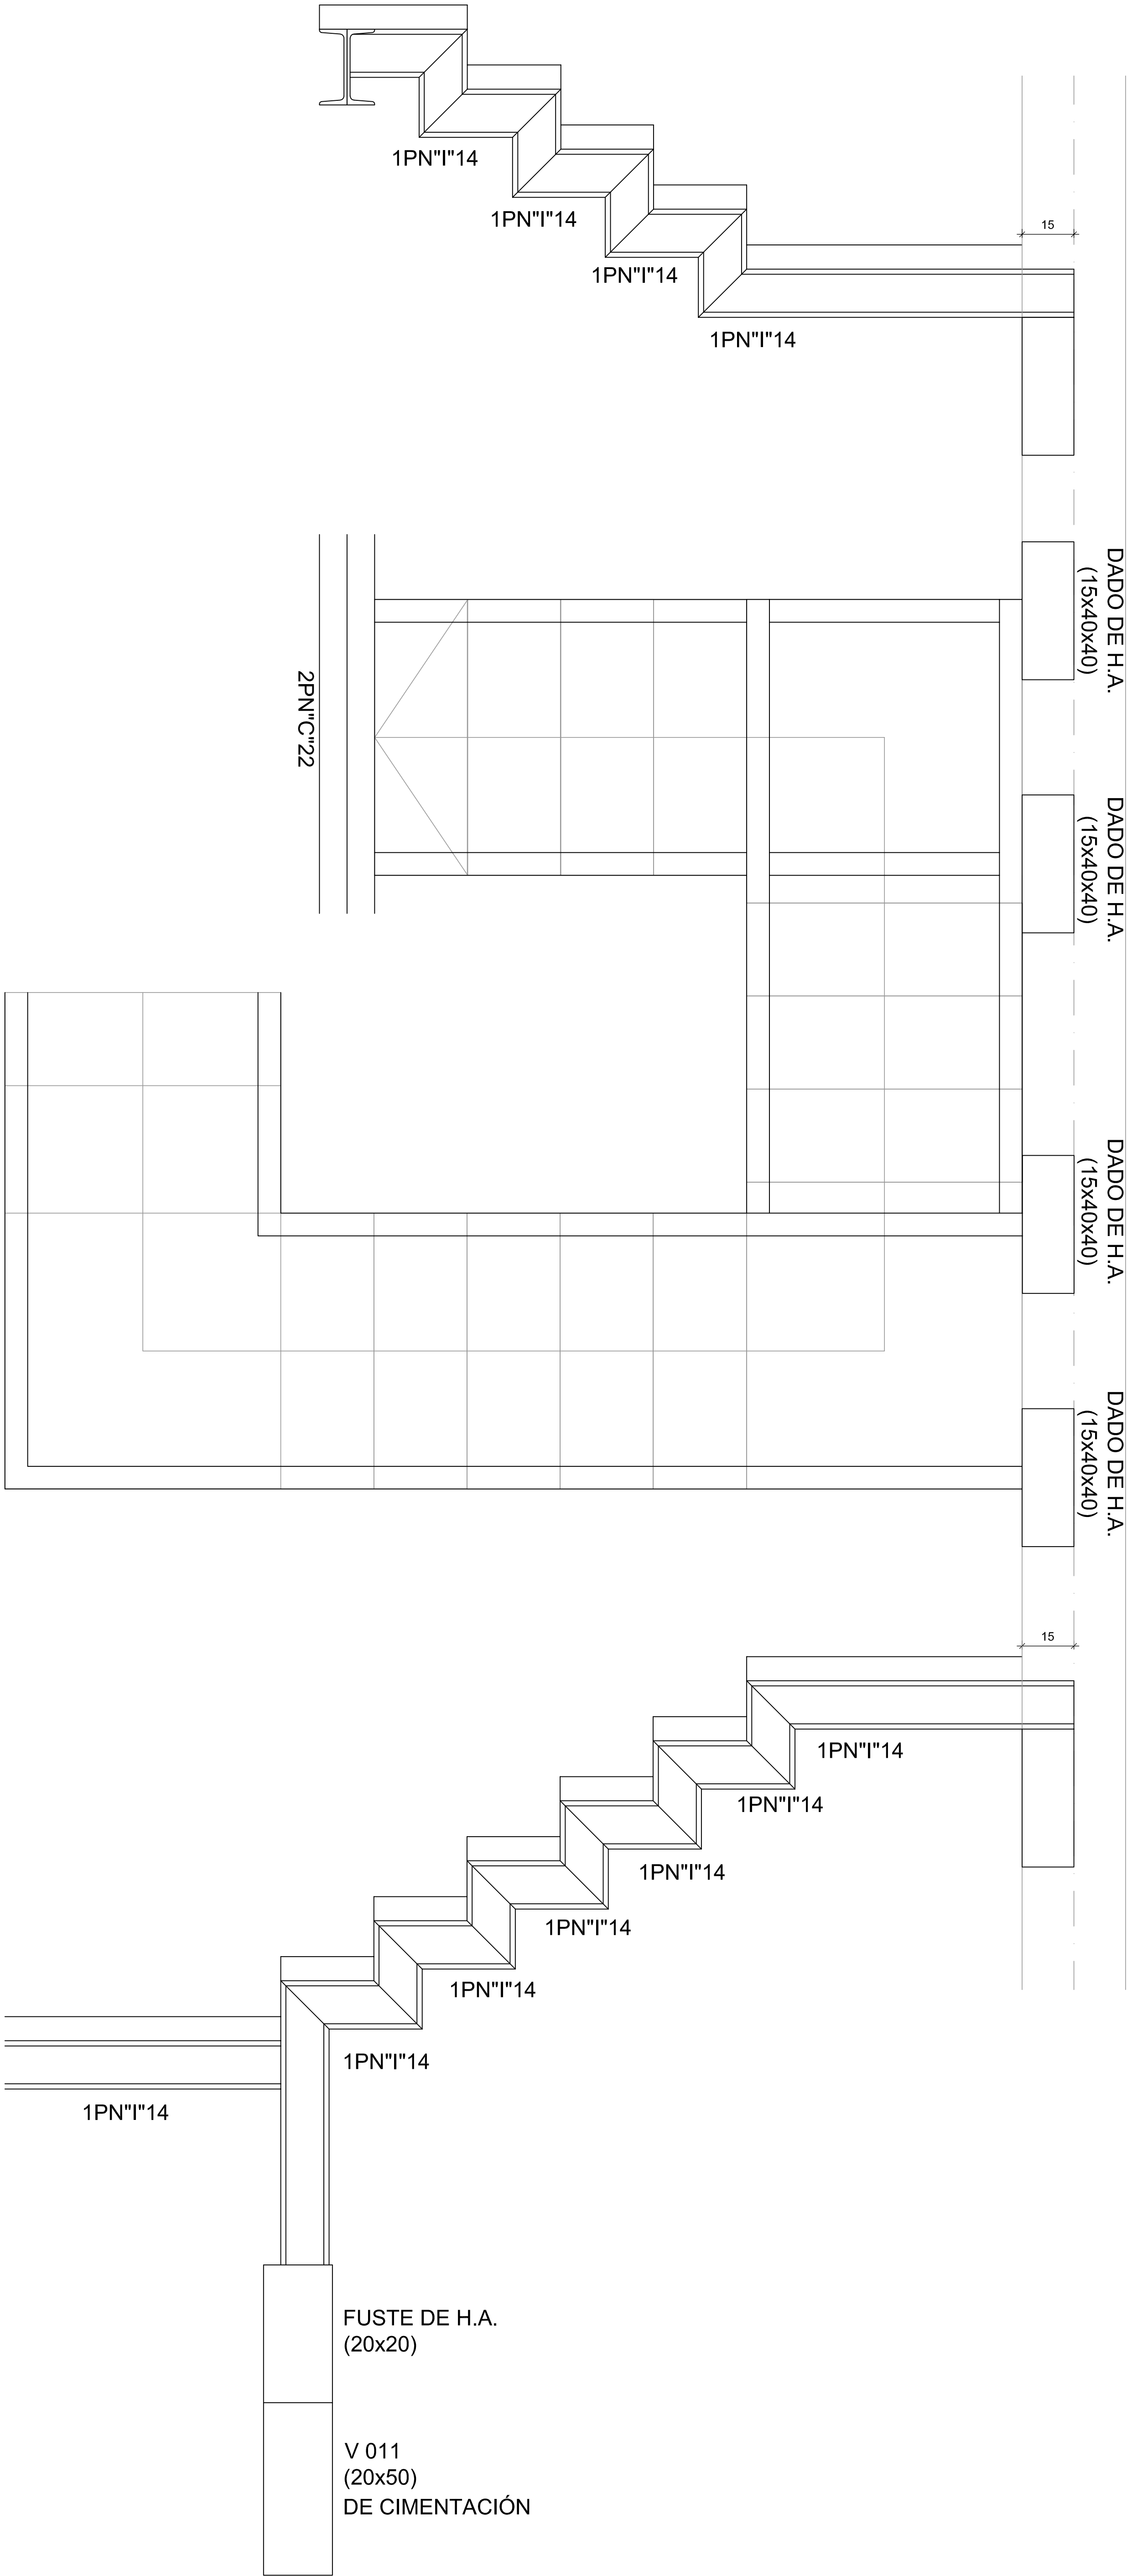 1PN"I"14
1PN"I"14
15
1PN"I"14
1PN"I"14
DADO DE H.A.
(15x40x40)
2PN"C"22
DADO DE H.A.
(15x40x40)
DADO DE H.A.
(15x40x40)
DADO DE H.A.
(15x40x40)
15
1PN"I"14
1PN"I"14
1PN"I"14
1PN"I"14
1PN"I"14
1PN"I"14
1PN"I"14
FUSTE DE H.A.
(20x20)
V 011
(20x50)
DE CIMENTACIÓN